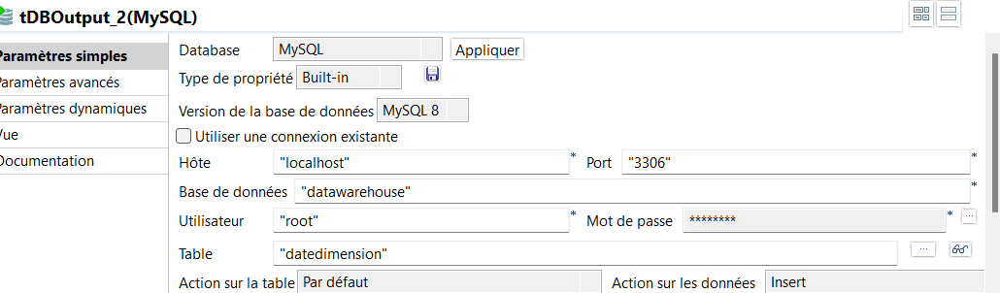 tDBOutput_2(MySQL)
Paramètres simples
Paramètres avancés
Paramètres dynamiques
Vue
Documentation
Database MySQL Appliquer
Type de propriété Built-in
Version de la base de données MySQL 8
Utiliser une connexion existante
Hôte "localhost" * Port "3306" *
Base de données "datawarehouse" *
Utilisateur "root" * Mot de passe ******** * ...
Table "datedimension" ...
Action sur la table Par défaut Action sur les données Insert